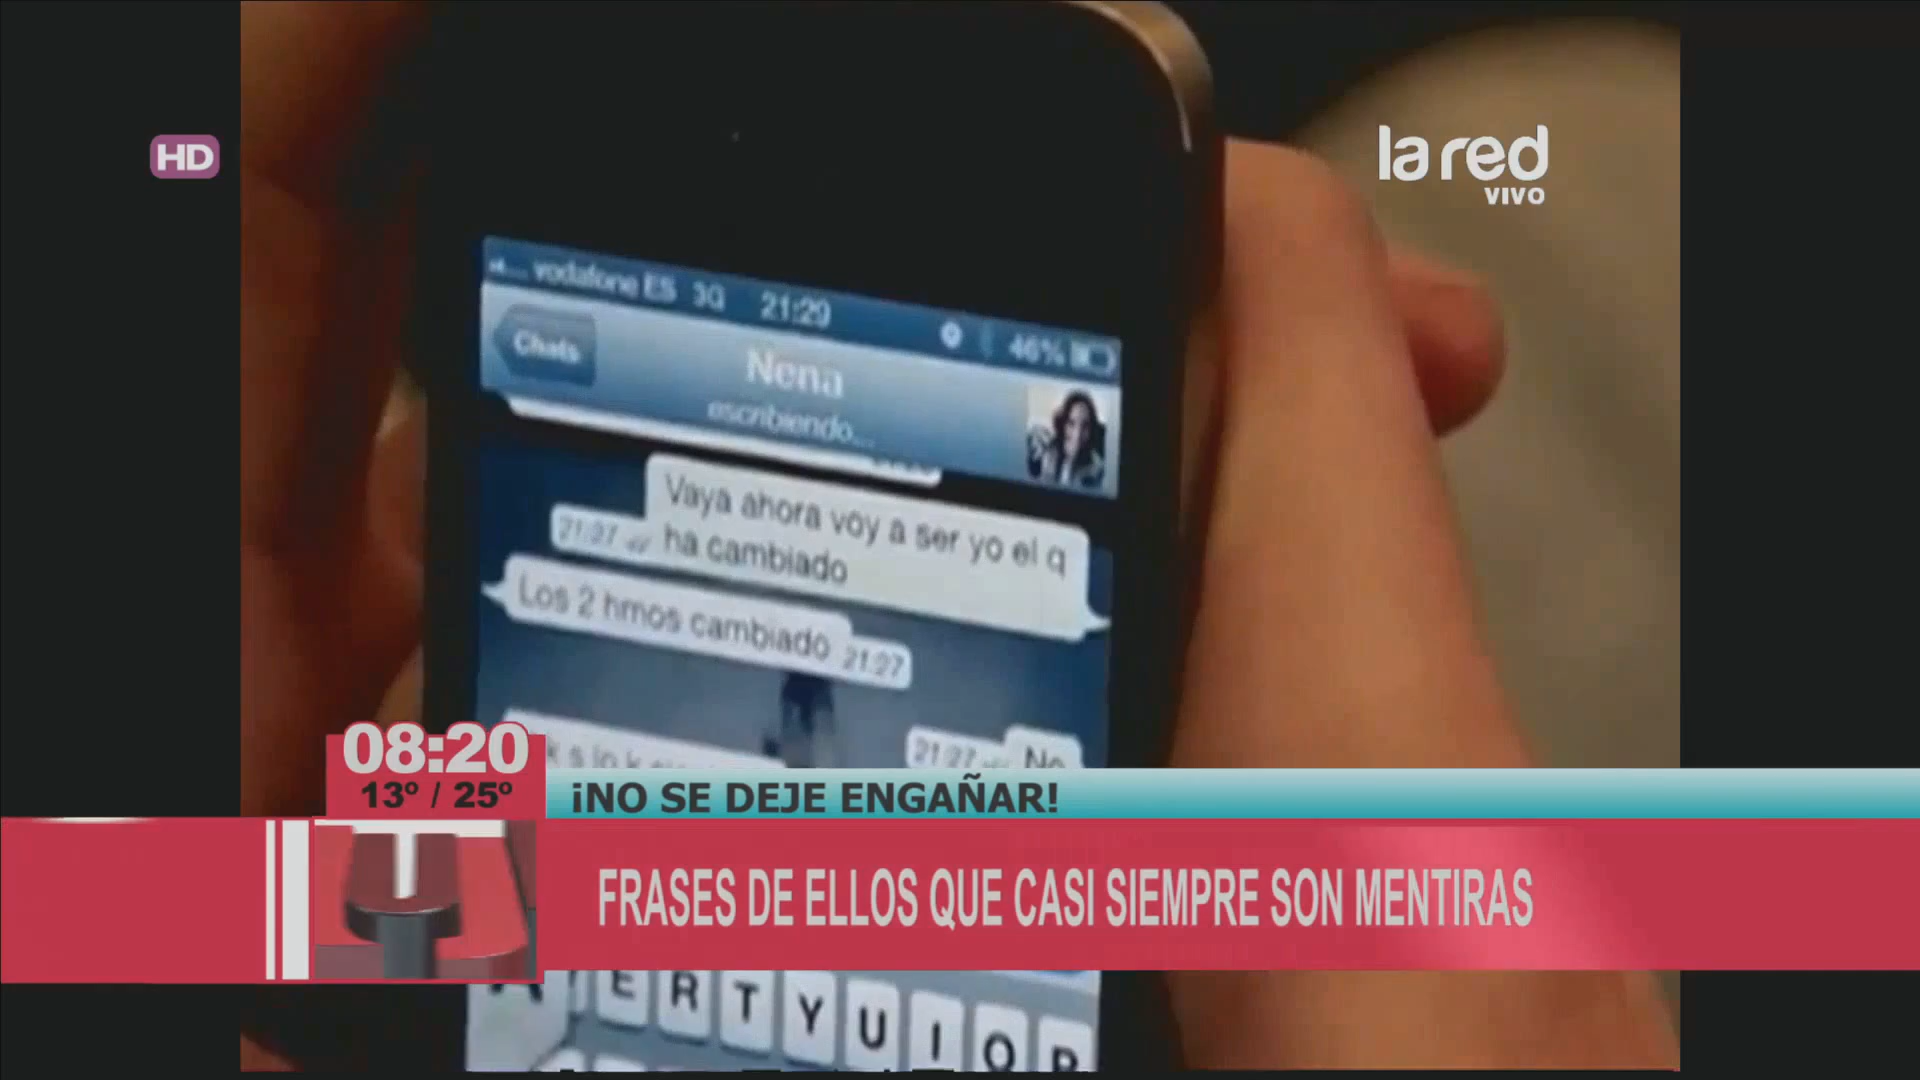 HD
la red
VIVO
vodafone ES 3G 21:29 46%
Chats
Nena
escribiendo...
Vaya ahora voy a ser yo el q
21:27 ha cambiado
Los 2 hmos cambiado 21:27
21:27 No
08:20
13º / 25º
¡NO SE DEJE ENGAÑAR!
FRASES DE ELLOS QUE CASI SIEMPRE SON MENTIRAS
E R T Y U I O P